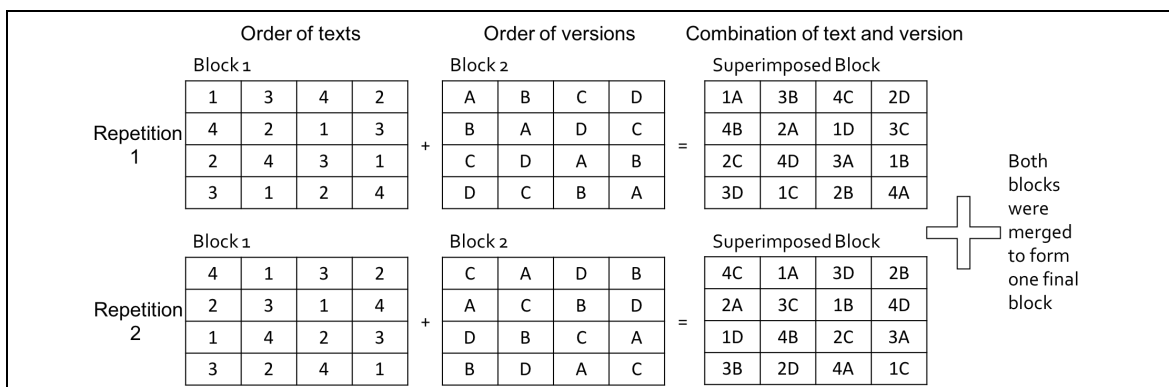 Order of texts Order of versions Combination of text and version
Block 1 Block 2 Superimposed Block
Repetition 1
1 3 4 2 A B C D 1A 3B 4C 2D
4 2 1 3 B A D C 4B 2A 1D 3C
+ =
2 4 3 1 C D A B 2C 4D 3A 1B
3 1 2 4 D C B A 3D 1C 2B 4A
Both
blocks
were
merged
to form
one final
block
Block 1 Block 2 Superimposed Block
Repetition 2
4 1 3 2 C A D B 4C 1A 3D 2B
2 3 1 4 A C B D 2A 3C 1B 4D
+ =
1 4 2 3 D B C A 1D 4B 2C 3A
3 2 4 1 B D A C 3B 2D 4A 1C